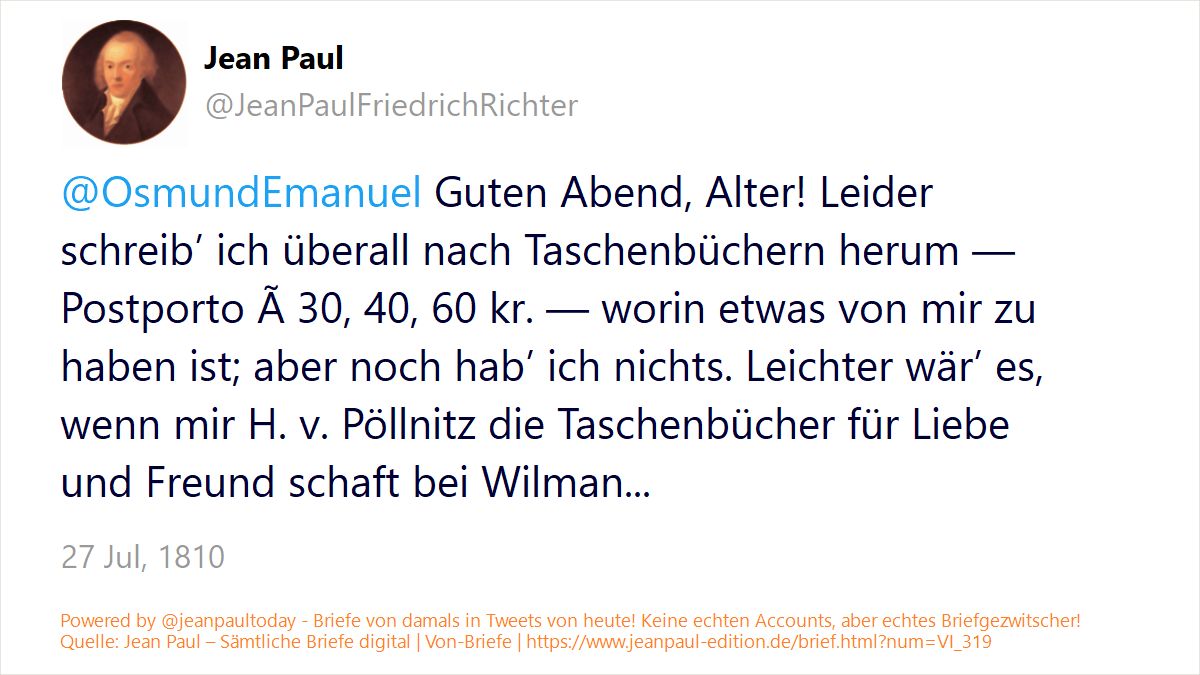 Jean Paul
@JeanPaulFriedrichRichter
@OsmundEmanuel Guten Abend, Alter! Leider
schreib’ ich überall nach Taschenbüchern herum —
Postporto Ã 30, 40, 60 kr. — worin etwas von mir zu
haben ist; aber noch hab’ ich nichts. Leichter wär’ es,
wenn mir H. v. Pöllnitz die Taschenbücher für Liebe
und Freund schaft bei Wilman...
27 Jul, 1810
Powered by @jeanpaultoday - Briefe von damals in Tweets von heute! Keine echten Accounts, aber echtes Briefgezwitscher!
Quelle: Jean Paul – Sämtliche Briefe digital | Von-Briefe | https://www.jeanpaul-edition.de/brief.html?num=VI_319